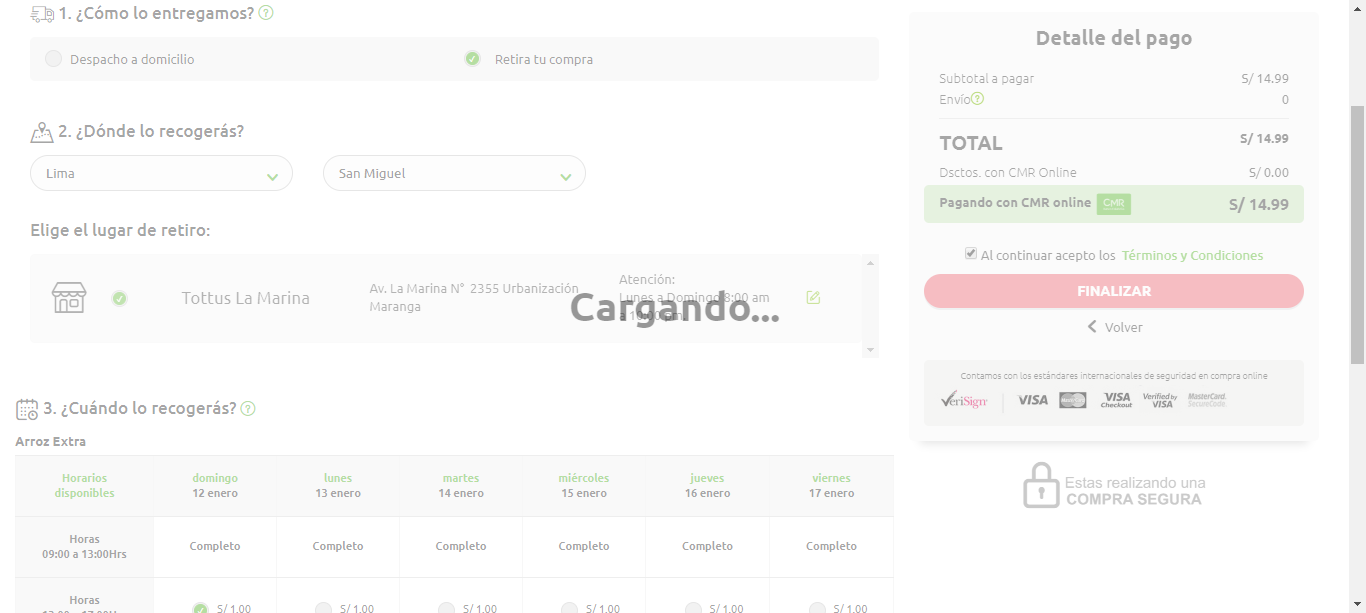 1. ¿Cómo lo entregamos?
Despacho a domicilio
Retira tu compra
2. ¿Dónde lo recogerás?
Lima
San Miguel
Elige el lugar de retiro:
Tottus La Marina
Av. La Marina N° 2355 Urbanización
Maranga
Atención:
Lunes a Domingo 8:00 am
a 10:00 pm.
Cargando...
3. ¿Cuándo lo recogerás?
Arroz Extra
Horarios
disponibles
domingo
12 enero
lunes
13 enero
martes
14 enero
miércoles
15 enero
jueves
16 enero
viernes
17 enero
Horas
09:00 a 13:00Hrs
Completo
Completo
Completo
Completo
Completo
Completo
Horas
S/ 1.00
S/ 1.00
S/ 1.00
S/ 1.00
S/ 1.00
S/ 1.00
Detalle del pago
Subtotal a pagar S/ 14.99
Envío 0
TOTAL S/ 14.99
Dsctos. con CMR Online S/ 0.00
Pagando con CMR online CMR S/ 14.99
Al continuar acepto los Términos y Condiciones
FINALIZAR
Volver
Contamos con los estándares internacionales de seguridad en compra online
VeriSign
VISA
MasterCard
VISA
Checkout
Verified by
VISA
MasterCard.
SecureCode.
Estas realizando una
COMPRA SEGURA